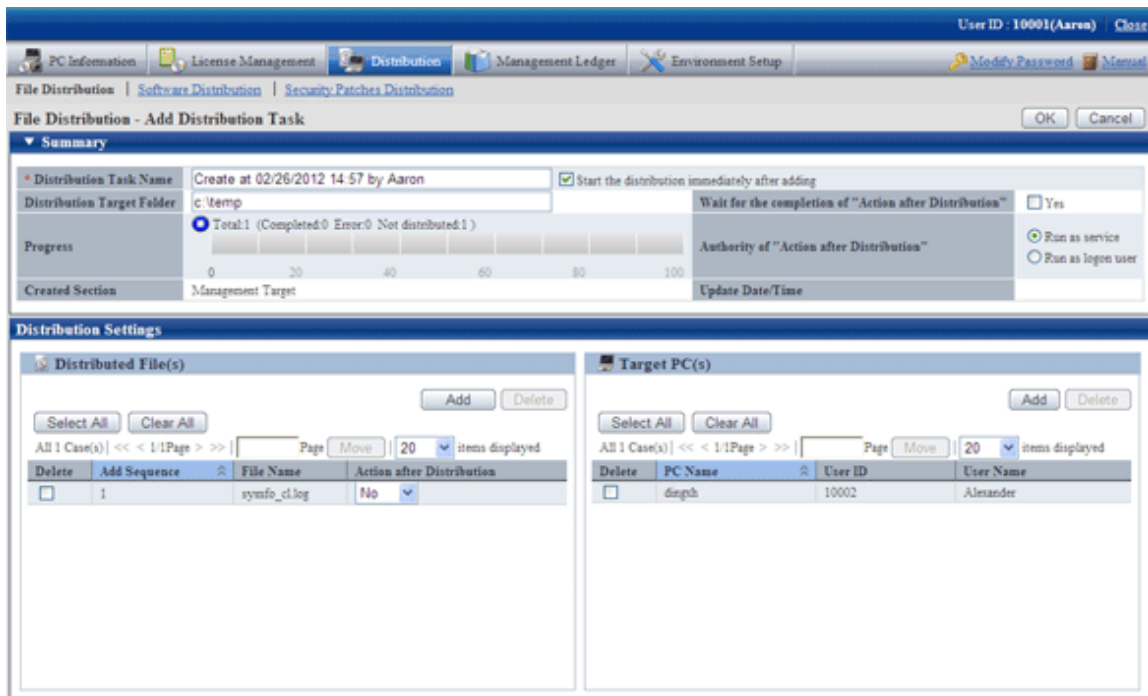 User ID : 10001(Aaron) Close
PC Information License Management Distribution Management Ledger Environment Setup Modify Password Manual
File Distribution | Software Distribution | Security Patches Distribution
File Distribution - Add Distribution Task OK Cancel
▼ Summary
* Distribution Task Name Create at 02/26/2012 14:57 by Aaron Start the distribution immediately after adding
Distribution Target Folder c:\temp Wait for the completion of "Action after Distribution" Yes
Progress Total:1 (Completed:0 Error:0 Not distributed:1 ) Authority of "Action after Distribution" Run as service
Run as logon user
0 20 40 60 80 100
Created Section Management Target Update Date/Time
Distribution Settings
Distributed File(s) Target PC(s)
Add Delete Add Delete
Select All Clear All Select All Clear All
All 1 Case(s)| << < 1/1Page > >> | Page Move | 20 items displayed All 1 Case(s)| << < 1/1Page > >> | Page Move | 20 items displayed
Delete Add Sequence File Name Action after Distribution Delete PC Name User ID User Name
1 symfo_cl.log No dingxh 10002 Alexander